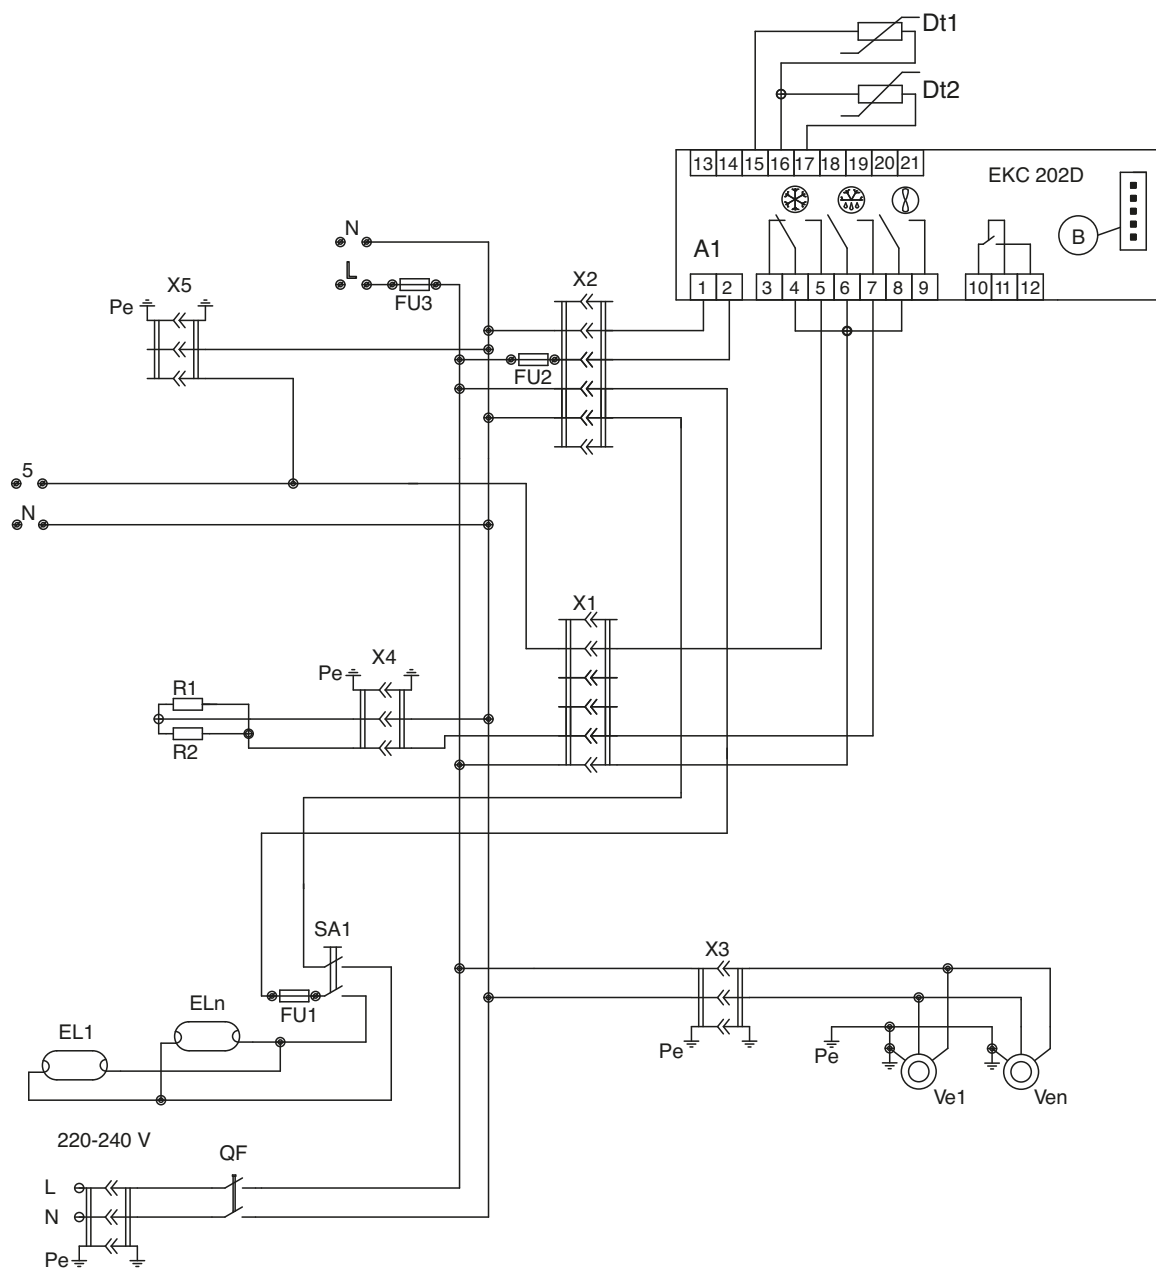 Dt1
Dt2
13 14 15 16 17 18 19 20 21
EKC 202D
B
A1
1 2 3 4 5 6 7 8 9 10 11 12
N
L
FU3
X5
Pe
X2
FU2
5
N
X1
X4
Pe
R1
R2
SA1
FU1
ELn
EL1
X3
Pe
Pe
Ve1
Ven
220-240 V
QF
L
N
Pe